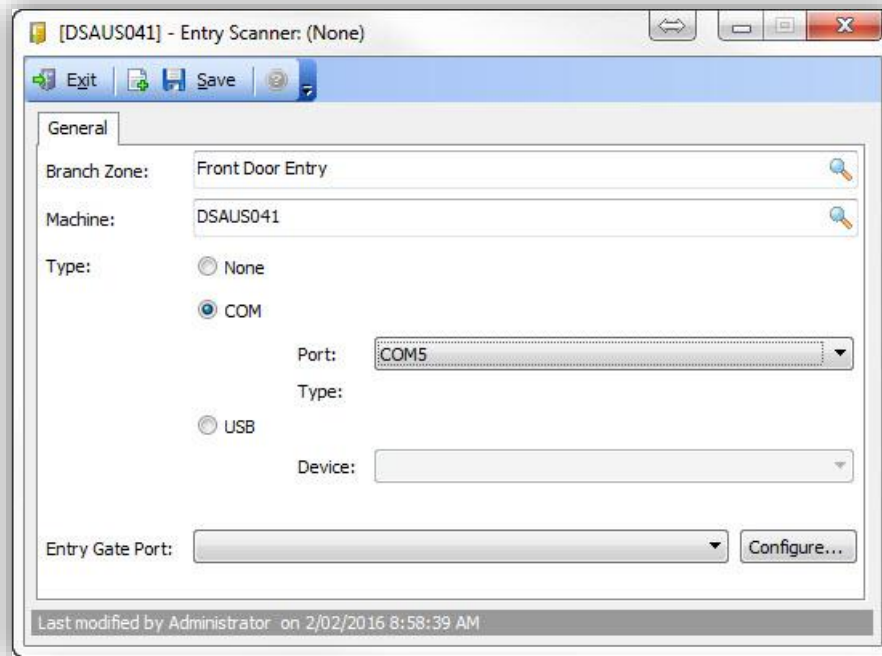 [DSAUS041] - Entry Scanner: (None)
Exit Save
General
Branch Zone: Front Door Entry
Machine: DSAUS041
Type: None
COM
Port: COM5
Type:
USB
Device:
Entry Gate Port: Configure...
Last modified by Administrator on 2/02/2016 8:58:39 AM